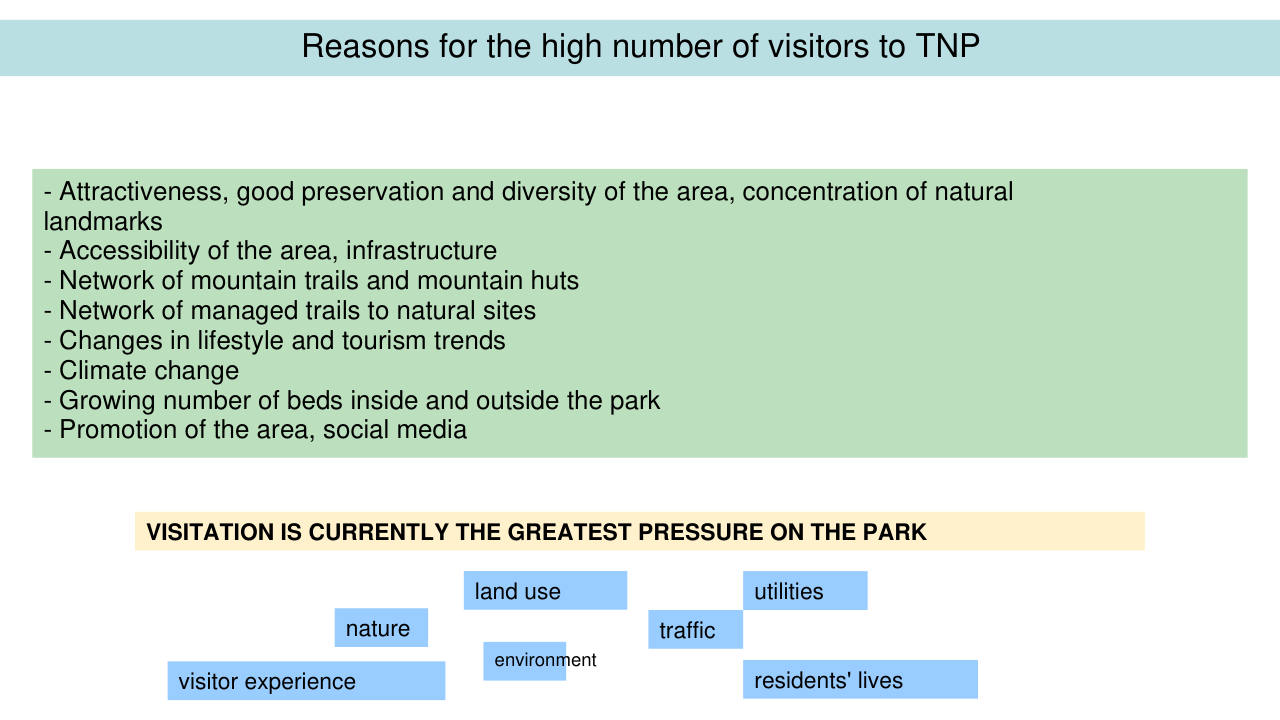 Reasons for the high number of visitors to TNP
- Attractiveness, good preservation and diversity of the area, concentration of natural
landmarks
- Accessibility of the area, infrastructure
- Network of mountain trails and mountain huts
- Network of managed trails to natural sites
- Changes in lifestyle and tourism trends
- Climate change
- Growing number of beds inside and outside the park
- Promotion of the area, social media
VISITATION IS CURRENTLY THE GREATEST PRESSURE ON THE PARK
land use
utilities
nature
traffic
environment
visitor experience
residents' lives